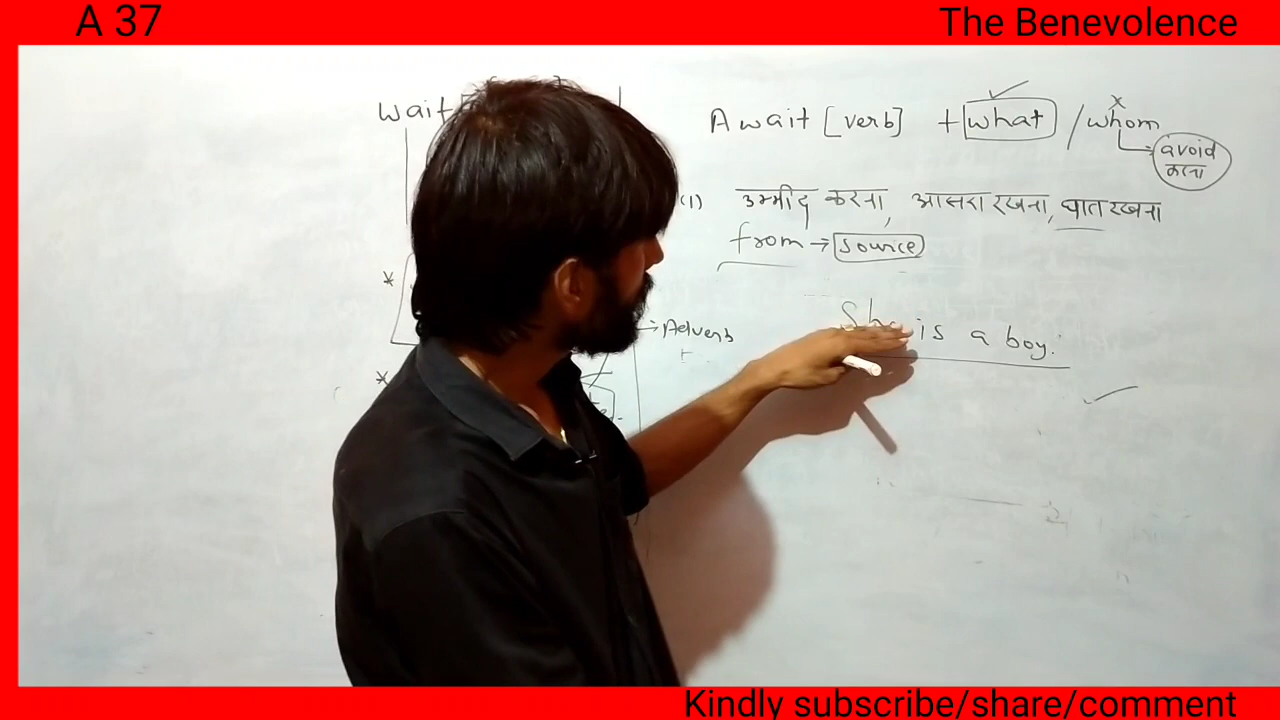 A 37
The Benevolence
wait
Await [verb] + what / whom
x
avoid
करना
(1) उम्मीद करना, आसरा रखना, घात रखना
from → source
She is a boy.
→ Adverb
+
Kindly subscribe/share/comment